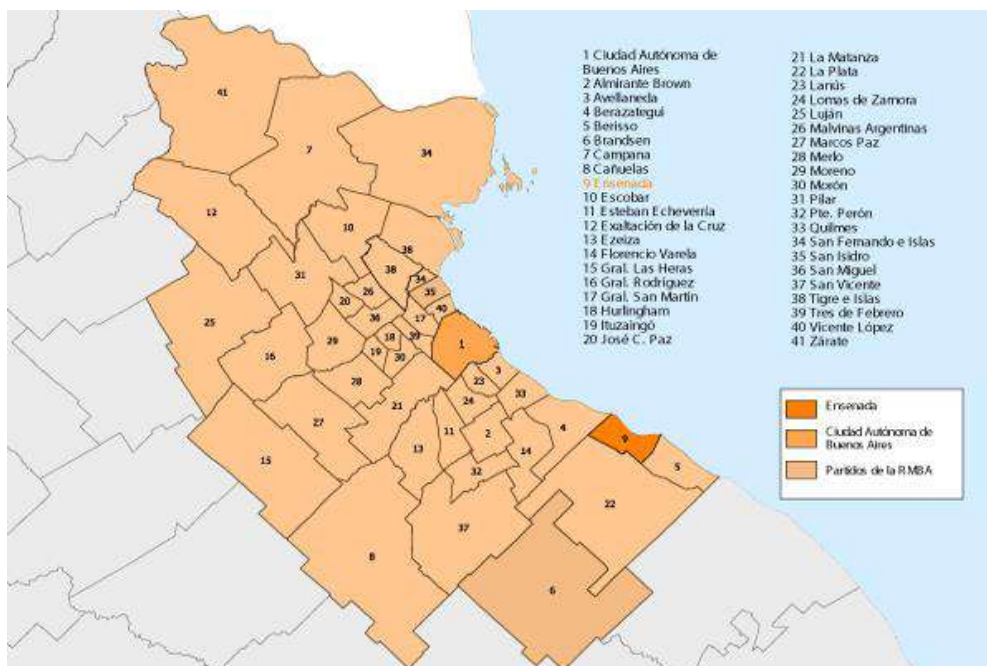 1 Ciudad Autónoma de
Buenos Aires
2 Almirante Brown
3 Avellaneda
4 Berazategui
5 Berisso
6 Brandsen
7 Campana
8 Cañuelas
9 Ensenada
10 Escobar
11 Esteban Echeverría
12 Exaltación de la Cruz
13 Ezeiza
14 Florencio Varela
15 Gral. Las Heras
16 Gral. Rodríguez
17 Gral. San Martín
18 Hurlingham
19 Ituzaingó
20 José C. Paz
21 La Matanza
22 La Plata
23 Lanús
24 Lomas de Zamora
25 Luján
26 Malvinas Argentinas
27 Marcos Paz
28 Merlo
29 Moreno
30 Morón
31 Pilar
32 Pte. Perón
33 Quilmes
34 San Fernando e Islas
35 San Isidro
36 San Miguel
37 San Vicente
38 Tigre e Islas
39 Tres de Febrero
40 Vicente López
41 Zárate
Ensenada
Ciudad Autónoma de
Buenos Aires
Partidos de la RMBA
41
7
34
12
10
38
31
38
34
35
26
20
40
17
36
25
29
18
39
1
16
19
30
3
28
23
33
24
21
27
4
11
2
9
13
14
15
5
32
22
37
8
6